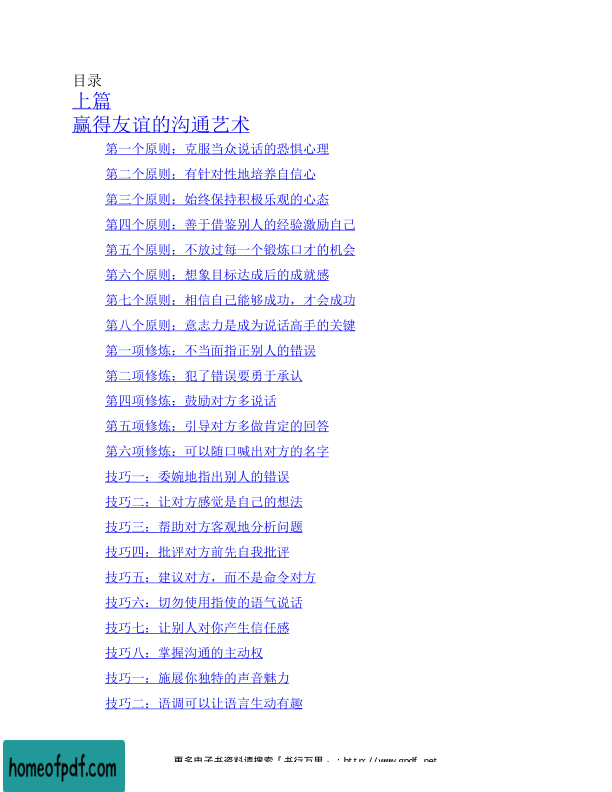 目录
上篇
赢得友谊的沟通艺术
第一个原则：克服当众说话的恐惧心理
第二个原则：有针对性地培养自信心
第三个原则：始终保持积极乐观的心态
第四个原则：善于借鉴别人的经验激励自己
第五个原则：不放过每一个锻炼口才的机会
第六个原则：想象目标达成后的成就感
第七个原则：相信自己能够成功，才会成功
第八个原则：意志力是成为说话高手的关键
第一项修炼：不当面指正别人的错误
第二项修炼：犯了错误要勇于承认
第四项修炼：鼓励对方多说话
第五项修炼：引导对方多做肯定的回答
第六项修炼：可以随口喊出对方的名字
技巧一：委婉地指出别人的错误
技巧二：让对方感觉是自己的想法
技巧三：帮助对方客观地分析问题
技巧四：批评对方前先自我批评
技巧五：建议对方，而不是命令对方
技巧六：切勿使用指使的语气说话
技巧七：让别人对你产生信任感
技巧八：掌握沟通的主动权
技巧一：施展你独特的声音魅力
技巧二：语调可以让语言生动有趣
更多电子书资料请搜索「书行万里」：http://www.gpdf.net
homeofpdf.com